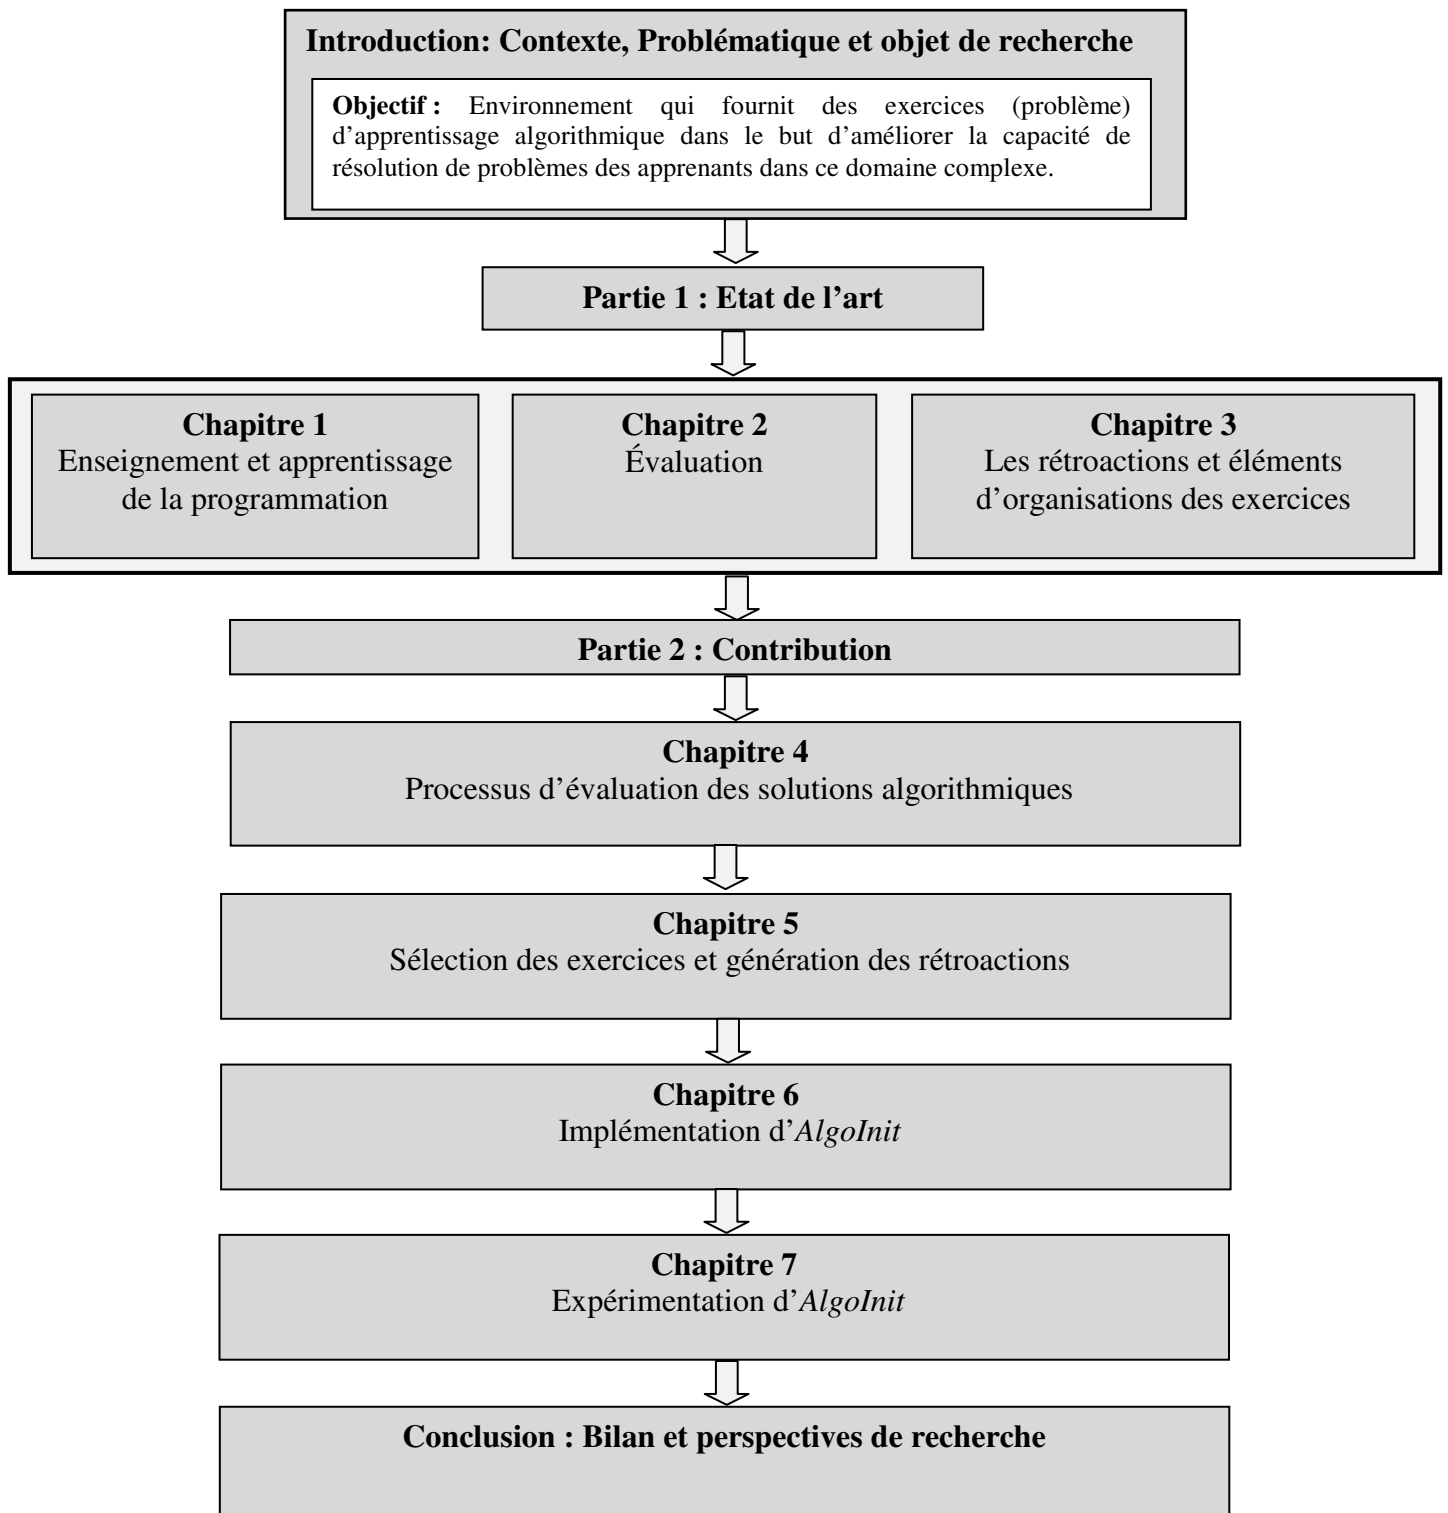 Introduction: Contexte, Problématique et objet de recherche
Objectif : Environnement qui fournit des exercices (problème)
d’apprentissage algorithmique dans le but d’améliorer la capacité de
résolution de problèmes des apprenants dans ce domaine complexe.
Partie 1 : Etat de l’art
Chapitre 1
Enseignement et apprentissage
de la programmation
Chapitre 2
Évaluation
Chapitre 3
Les rétroactions et éléments
d’organisations des exercices
Partie 2 : Contribution
Chapitre 4
Processus d’évaluation des solutions algorithmiques
Chapitre 5
Sélection des exercices et génération des rétroactions
Chapitre 6
Implémentation d’AlgoInit
Chapitre 7
Expérimentation d’AlgoInit
Conclusion : Bilan et perspectives de recherche